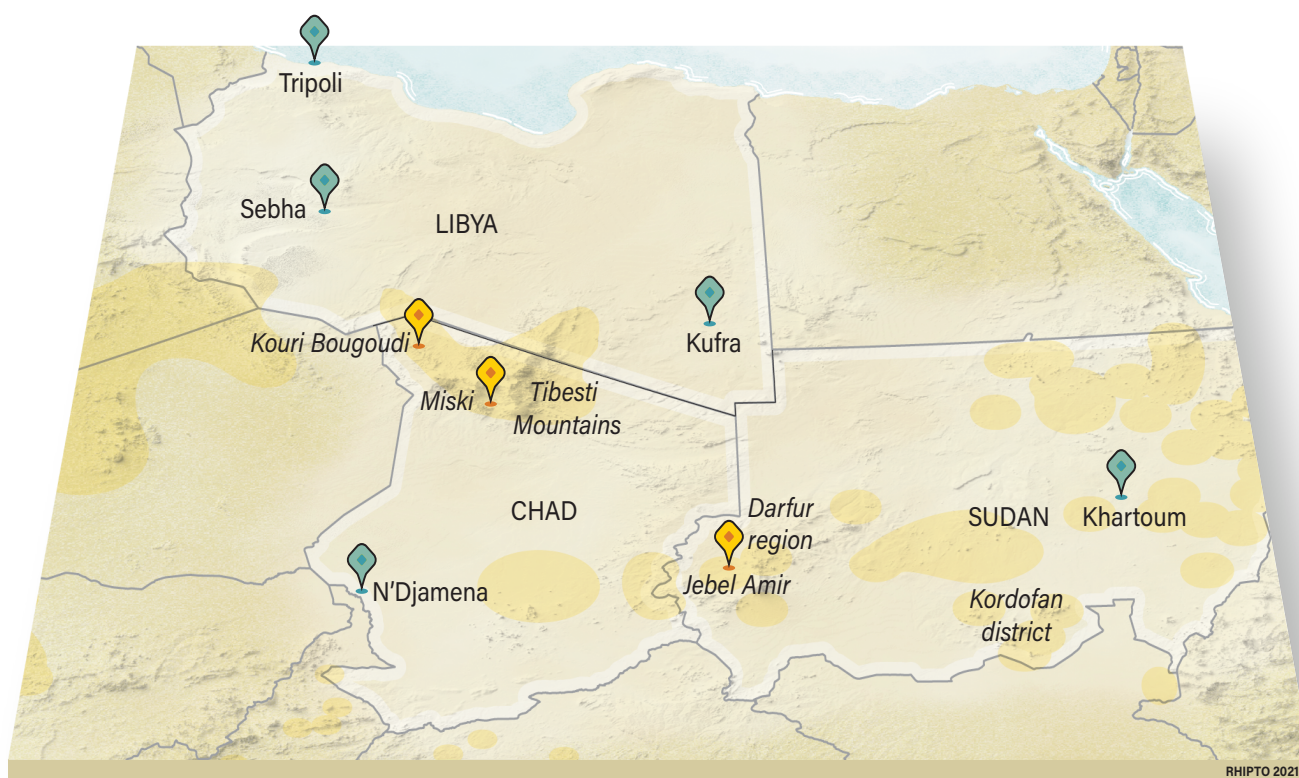 Tripoli
Sebha
LIBYA
Kufra
Kouri Bougoudi
Miski
Tibesti
Mountains
CHAD
Darfur
region
SUDAN
Khartoum
N'Djamena
Jebel Amir
Kordofan
district
RHIPTO 2021